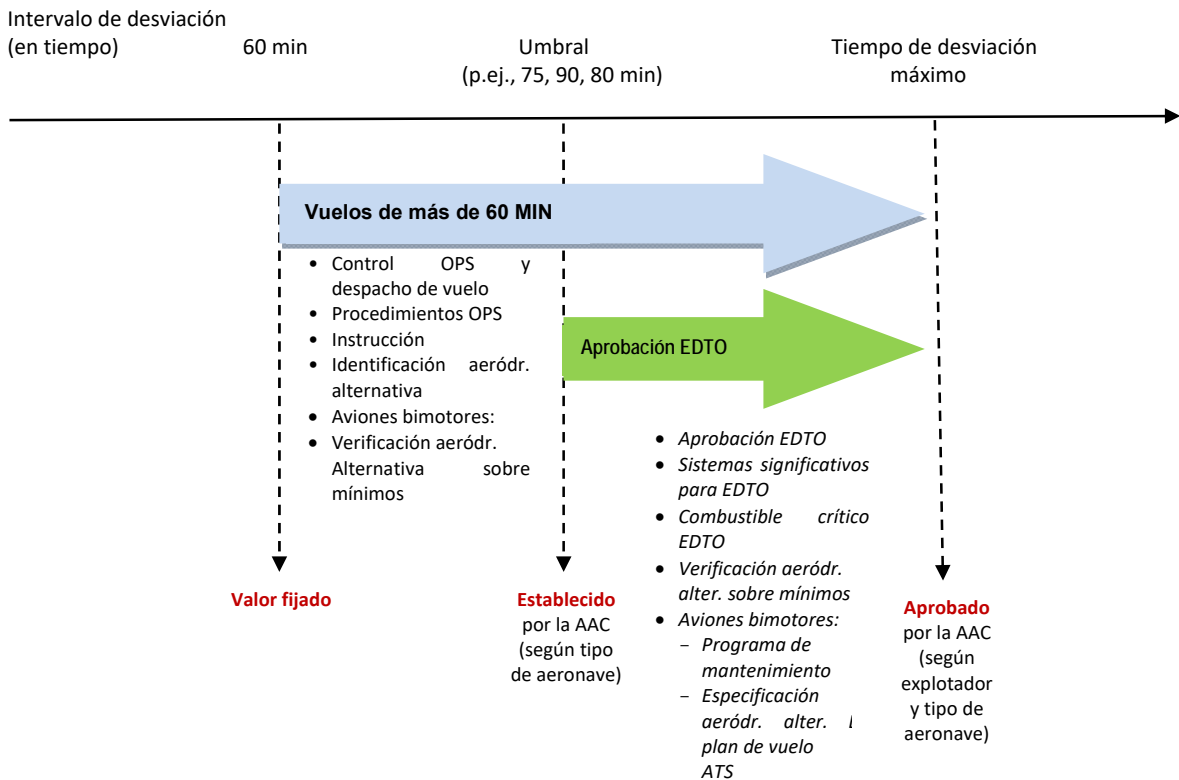 Intervalo de desviación
(en tiempo)
60 min
Umbral
(p.ej., 75, 90, 80 min)
Tiempo de desviación
máximo
Vuelos de más de 60 MIN
• Control OPS y
despacho de vuelo
• Procedimientos OPS
• Instrucción
• Identificación aeródr.
alternativa
• Aviones bimotores:
• Verificación aeródr.
Alternativa sobre
mínimos
Aprobación EDTO
• Aprobación EDTO
• Sistemas significativos
para EDTO
• Combustible crítico
EDTO
• Verificación aeródr.
alter. sobre mínimos
• Aviones bimotores:
− Programa de
mantenimiento
− Especificación
aeródr. alter.
plan de vuelo
ATS
Valor fijado
Establecido
por la AAC
(según tipo
de aeronave)
Aprobado
por la AAC
(según
explotador
y tipo de
aeronave)